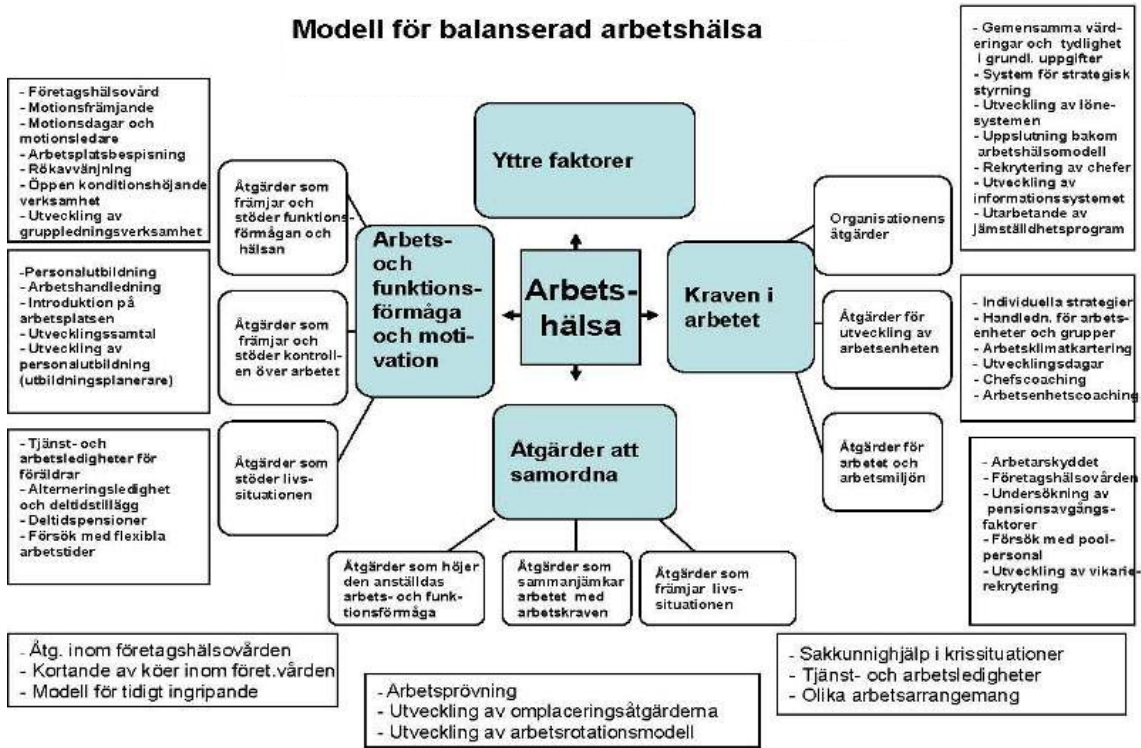 Modell för balanserad arbetshälsa
- Företagshälsovård
- Motionsfrämjande
- Motionsdagar och
motionsledare
- Arbetsplatsbespisning
- Rökavvänjning
- Öppen konditionshöjande
verksamhet
- Utveckling av
gruppledningsverksamhet
-Personalutbildning
- Arbetshandledning
- Introduktion på
arbetsplatsen
- Utvecklingssamtal
- Utveckling av
personalutbildning
(utbildningsplanerare)
- Tjänst- och
arbetsledigheter för
föräldrar
- Alterneringsledighet
och deltidstillägg
- Deltidspensioner
- Försök med flexibla
arbetstider
Åtgärder som
främjar och
stöder funktions-
förmågan och
hälsan
Åtgärder som
främjar och
stöder kontroll-
en över arbetet
Åtgärder som
stöder livs-
situationen
Arbets-
och
funktions-
förmåga
och moti-
vation
Yttre faktorer
Arbets-
hälsa
Kraven i
arbetet
Åtgärder att
samordna
Organisationens
åtgärder
Åtgärder för
utveckling av
arbetsenheten
Åtgärder för
arbetet och
arbetsmiljön
- Gemensamma värd-
eringar och tydlighet
i grundl. uppgifter
- System för strategisk
styrning
- Utveckling av löne-
systemen
- Uppslutning bakom
arbetshälsomodell
- Rekrytering av chefer
- Utveckling av
informationssystemet
- Utarbetande av
jämställdhetsprogram
- Individuella strategier
- Handledn. för arbets-
enheter och grupper
- Arbetsklimatkartering
- Utvecklingsdagar
- Chefscoaching
- Arbetsenhetscoaching
- Arbetarskyddet
- Företagshälsovården
- Undersökning av
pensionsavgångs-
faktorer
- Försök med pool-
personal
- Utveckling av vikarie-
rekrytering
Åtgärder som höjer
den anställdas
arbets- och funk-
tionsförmåga
Åtgärder som
sammanjämkar
arbetet med
arbetskraven
Åtgärder som
främjar livs-
situationen
- Åtg. inom företagshälsovården
- Kortande av köer inomföret.vården
- Modell för tidigt ingripande
- Arbetsprövning
- Utveckling av omplaceringsåtgärderna
- Utveckling av arbetsrotationsmodell
- Sakkunnighjälp i krissituationer
- Tjänst- och arbetsledigheter
- Olika arbetsarrangemang